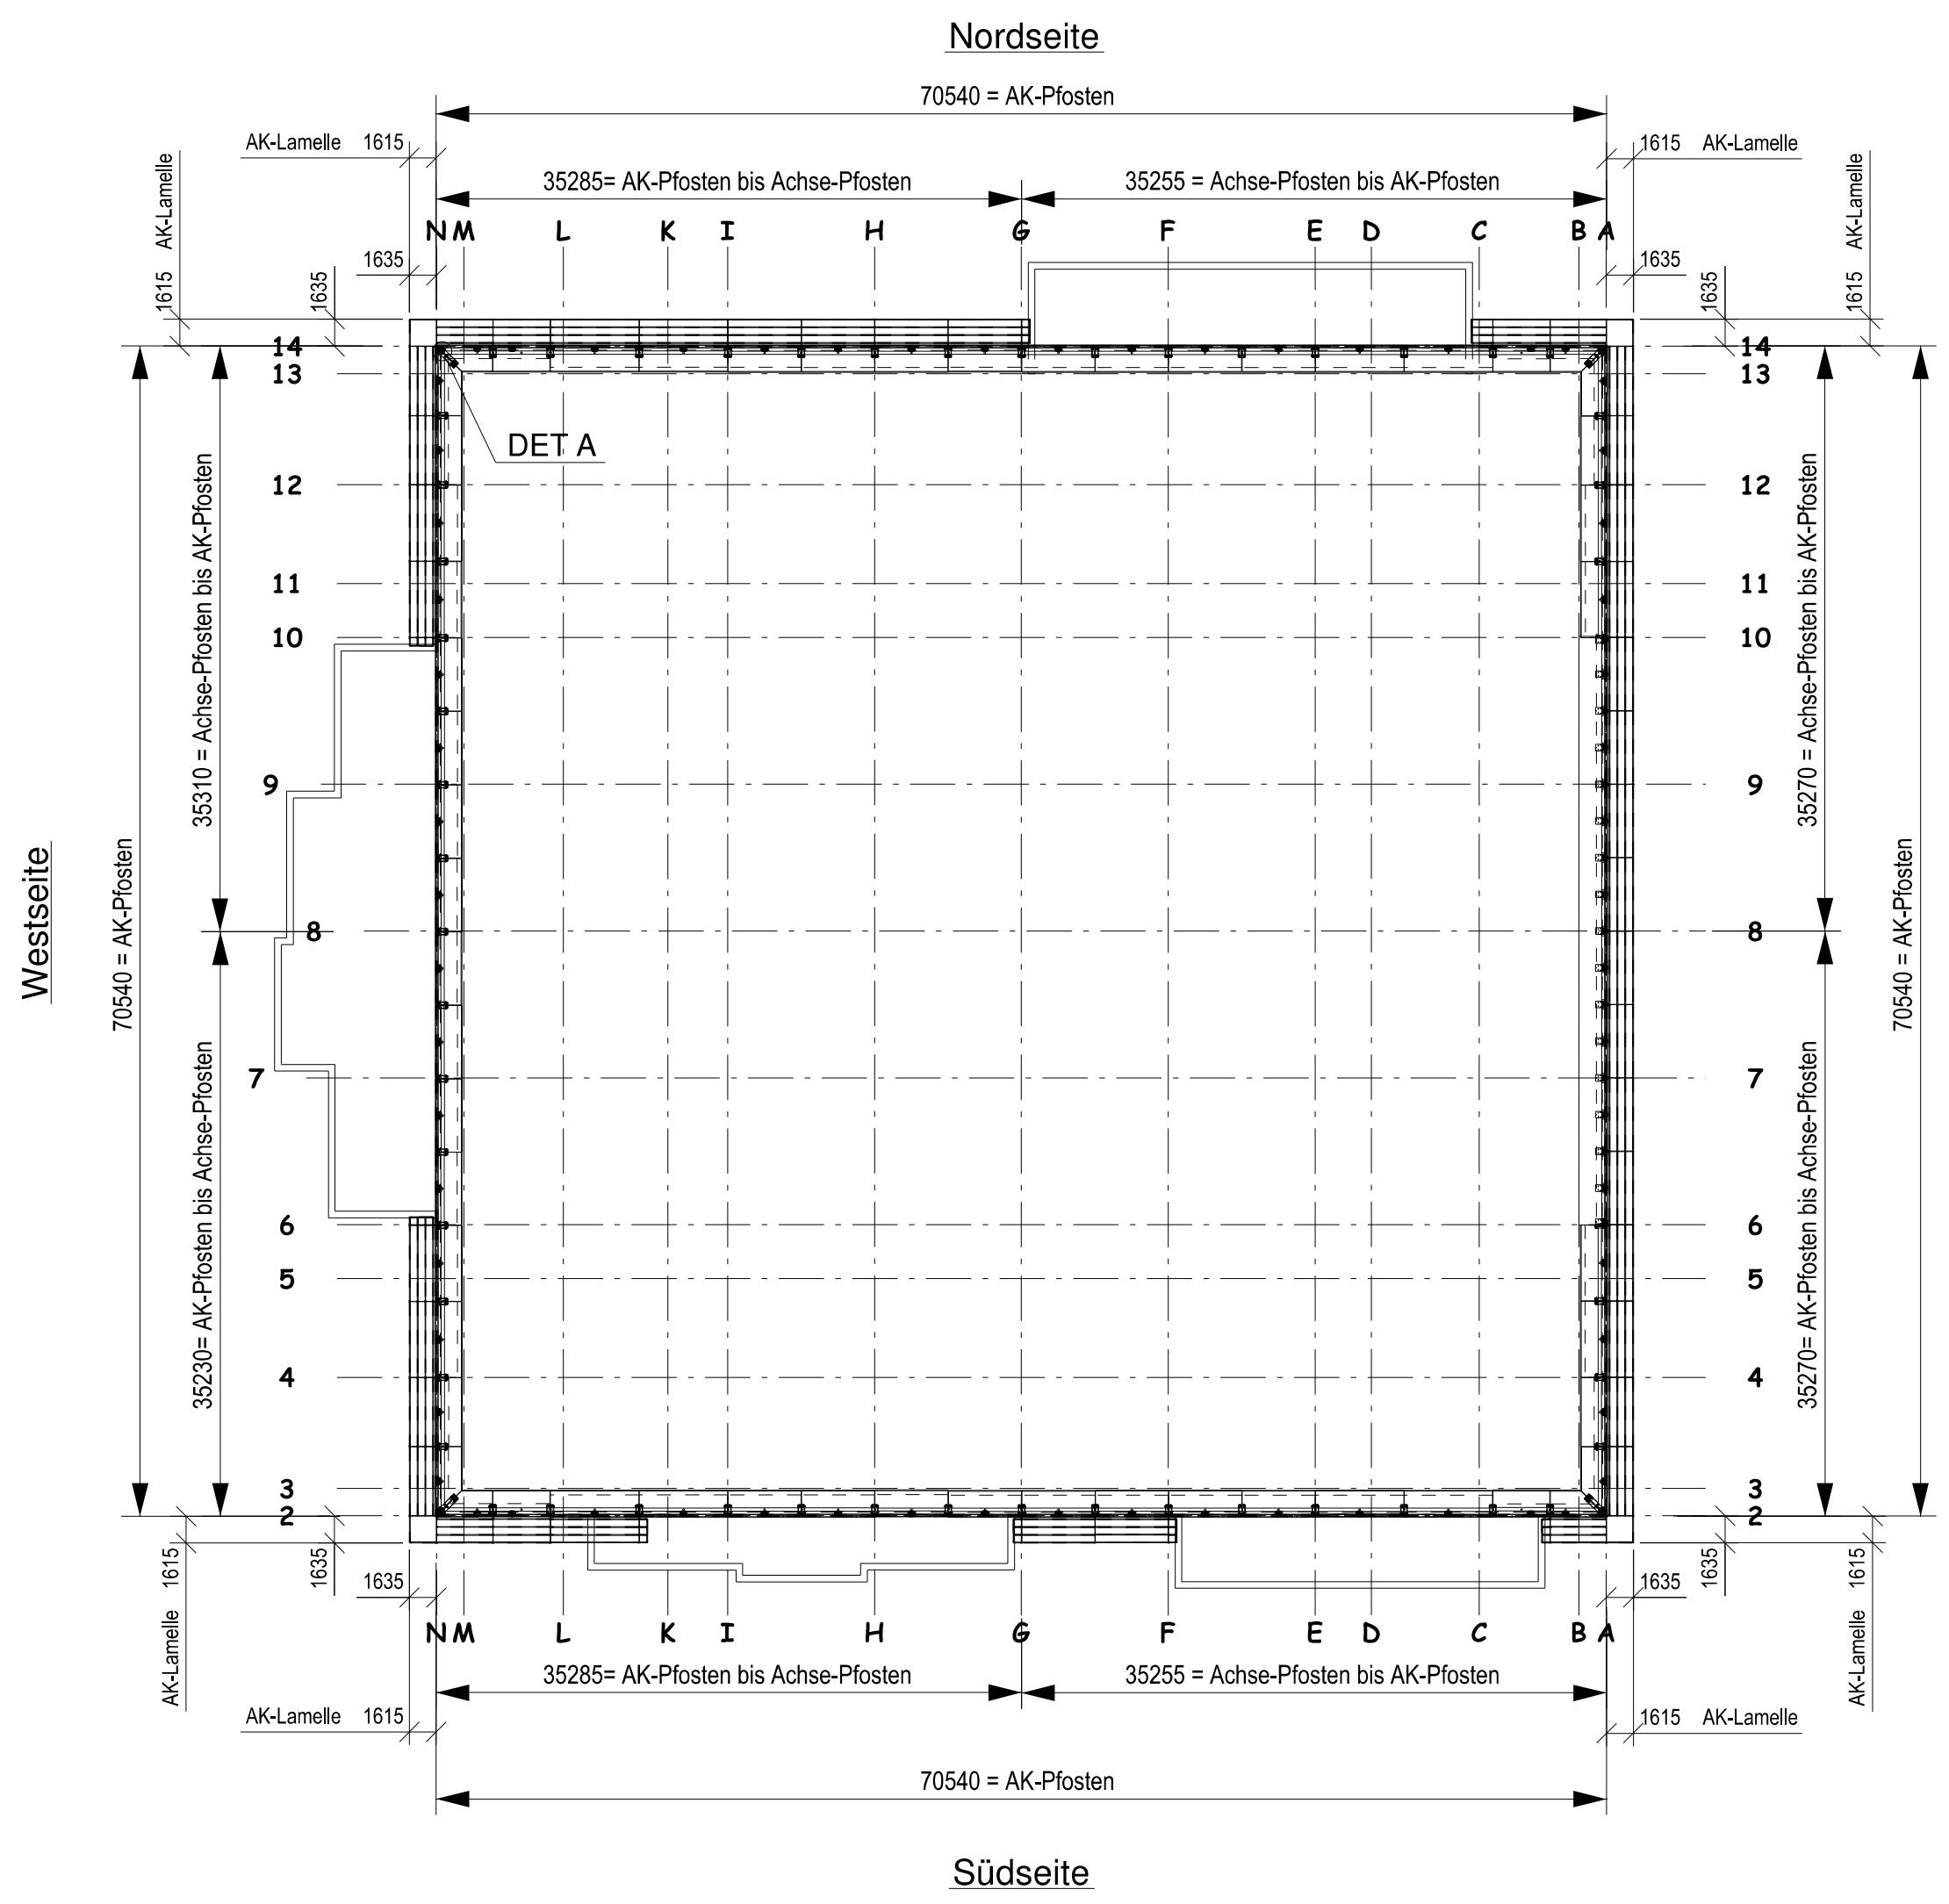 Nordseite
70540 = AK-Pfosten
AK-Lamelle 1615
1615 AK-Lamelle
35285= AK-Pfosten bis Achse-Pfosten
35255 = Achse-Pfosten bis AK-Pfosten
1615 AK-Lamelle
1615 AK-Lamelle
N M L K I H G F E D C B A
1635
1635
1635
1635
14
13
12
11
10
9
8
7
6
5
4
3
2
14
13
12
11
10
9
8
7
6
5
4
3
2
DET A
Westseite
70540 = AK-Pfosten
35310 = Achse-Pfosten bis AK-Pfosten
35230= AK-Pfosten bis Achse-Pfosten
35270 = Achse-Pfosten bis AK-Pfosten
35270= AK-Pfosten bis Achse-Pfosten
70540 = AK-Pfosten
1635
1635
1635
1635
AK-Lamelle 1615
AK-Lamelle 1615
N M L K I H G F E D C B A
35285= AK-Pfosten bis Achse-Pfosten
35255 = Achse-Pfosten bis AK-Pfosten
AK-Lamelle 1615
1615 AK-Lamelle
70540 = AK-Pfosten
Südseite